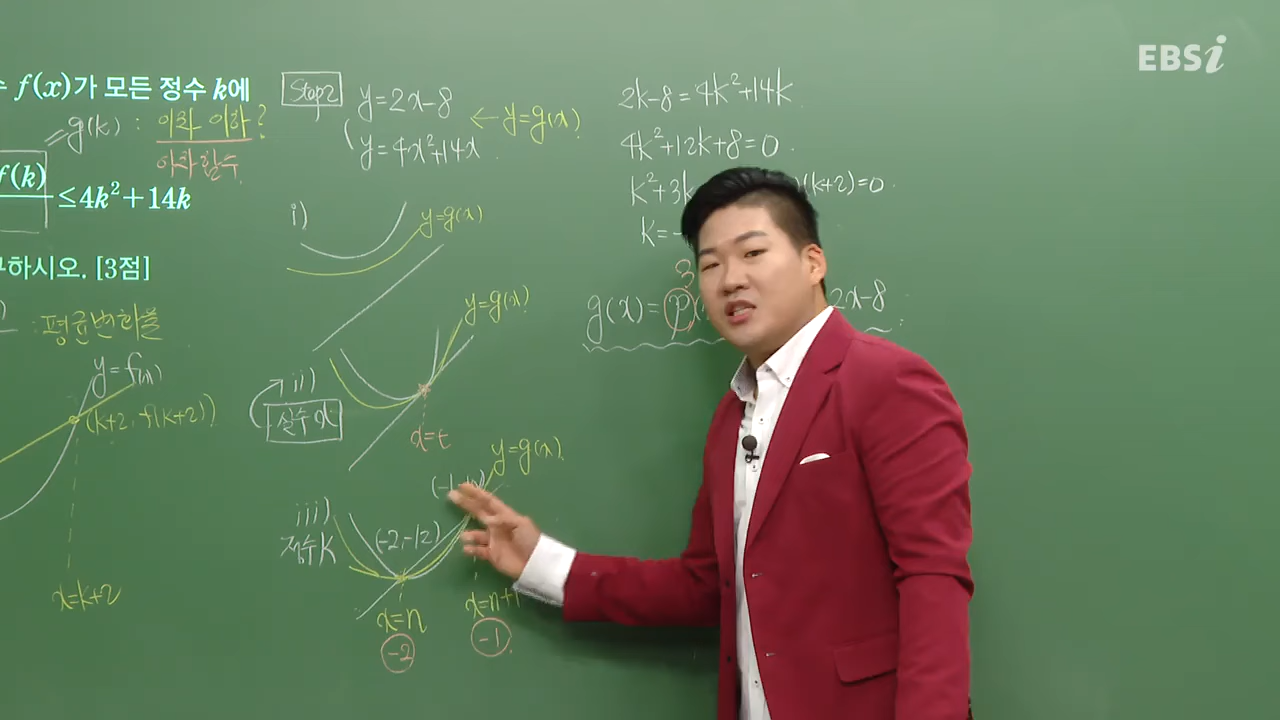 EBSi
f(x)가 모든 정수 k에
g(k) : 이차 이하?
이차함수
f(k)
≤4k²+14k
하시오. [3점]
: 평균변화율
y=f(x)
(k+2, f(k+2))
x=k+2
Step2
y=2x-8
y=4x²+14x
← y=g(x)
i)
y=g(x)
ii)
실수 x
y=g(x)
x=t
iii)
정수 k
y=g(x)
(-2,-12)
x=n
-2
x=n+1
-1
2k-8=4k²+14k
4k²+12k+8=0
k²+3k
(k+2)=0
k=-
3
g(x)=
2x-8